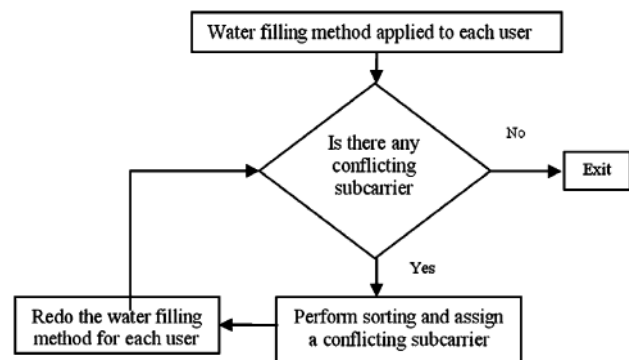 Water filling method applied to each user
Is there any
conflicting
subcarrier
No
Exit
Yes
Perform sorting and assign
a conflicting subcarrier
Redo the water filling
method for each user